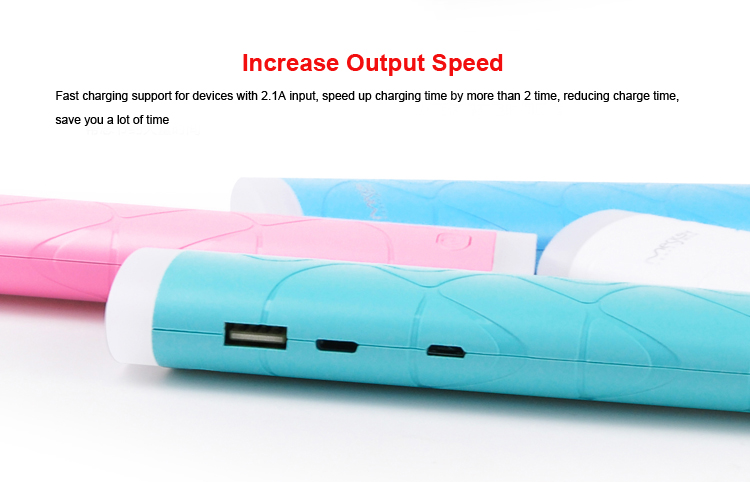 Increase Output Speed
Fast charging support for devices with 2.1A input, speed up charging time by more than 2 time, reducing charge time,
save you a lot of time